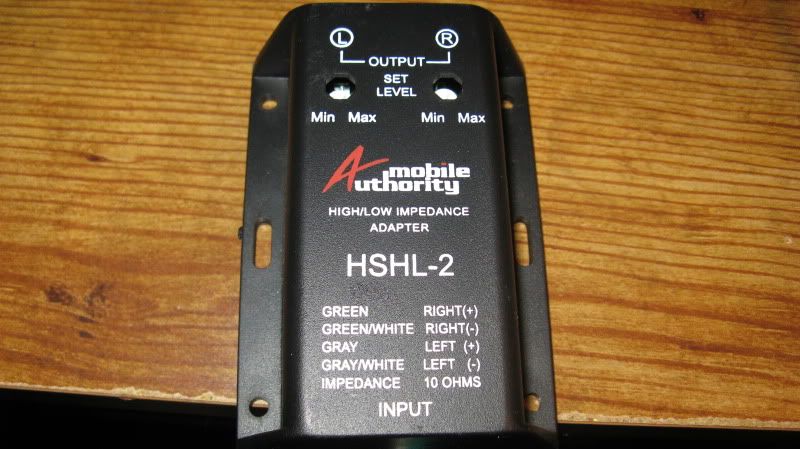 L R
OUTPUT
SET
LEVEL
Min Max Min Max
mobile
Authority
HIGH/LOW IMPEDANCE
ADAPTER
HSHL-2
GREEN RIGHT(+)
GREEN/WHITE RIGHT(-)
GRAY LEFT (+)
GRAY/WHITE LEFT (-)
IMPEDANCE 10 OHMS
INPUT